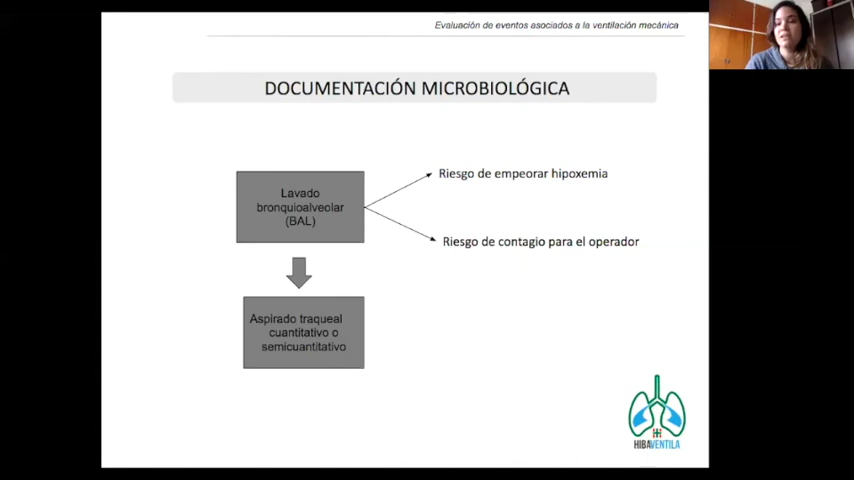 Evaluación de eventos asociados a la ventilación mecánica
DOCUMENTACIÓN MICROBIOLÓGICA
Lavado
bronquioalveolar
(BAL)
Riesgo de empeorar hipoxemia
Riesgo de contagio para el operador
Aspirado traqueal
cuantitativo o
semicuantitativo
HIBAVENTILA